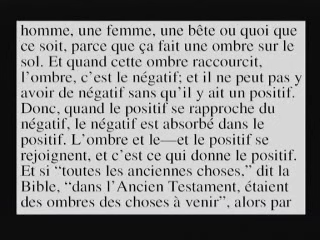 homme, une femme, une bête ou quoi que
ce soit, parce que ça fait une ombre sur le
sol. Et quand cette ombre raccourcit,
l’ombre, c’est le négatif; et il ne peut pas y
avoir de négatif sans qu’il y ait un positif.
Donc, quand le positif se rapproche du
négatif, le négatif est absorbé dans le
positif. L’ombre et le—et le positif se
rejoignent, et c’est ce qui donne le positif.
Et si “toutes les anciennes choses,” dit la
Bible, “dans l’Ancien Testament, étaient
des ombres des choses à venir”, alors par